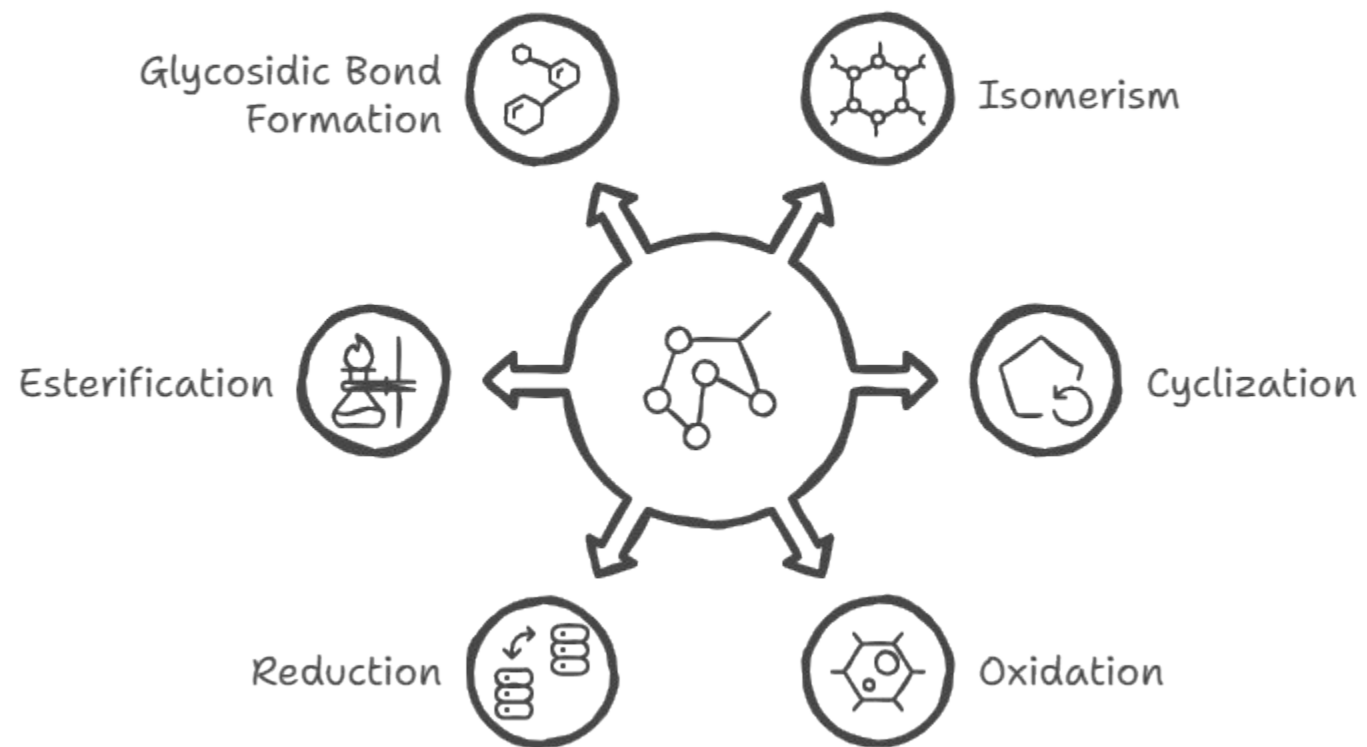 Glycosidic Bond
Formation
Isomerism
Esterification
Cyclization
Reduction
Oxidation